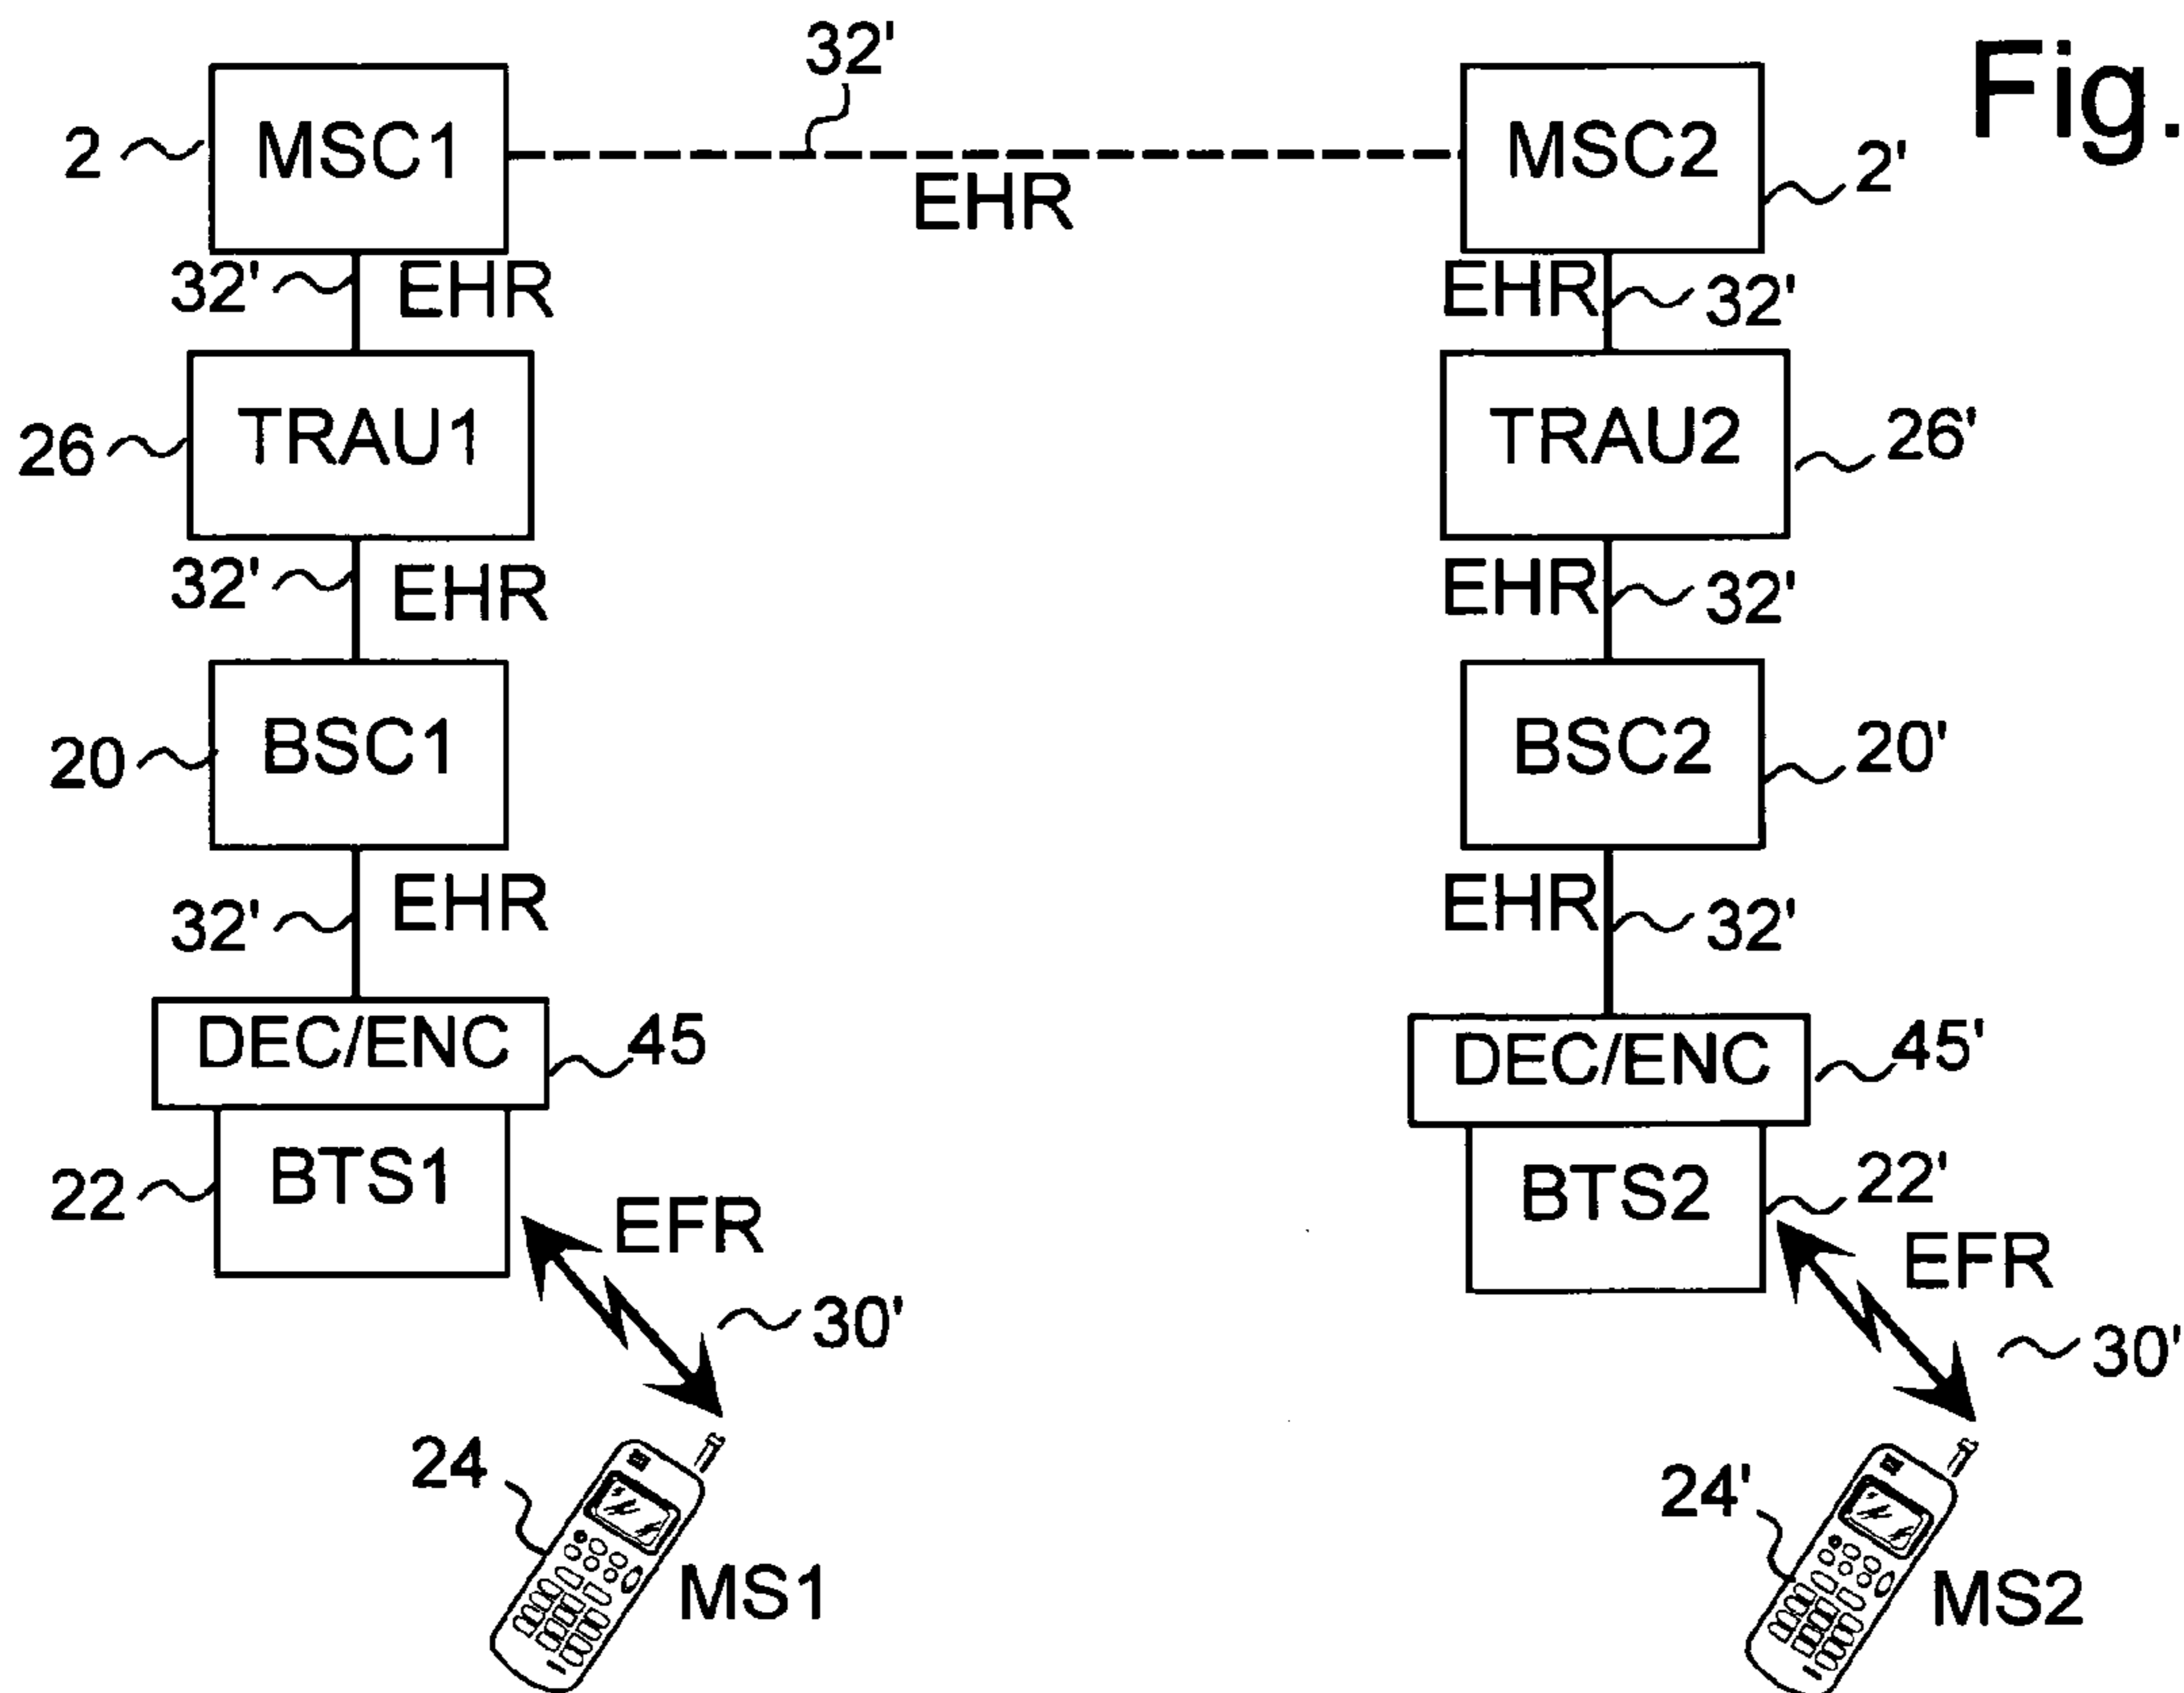 32'
Fig.
2 MSC1 MSC2 2'
EHR
32' EHR EHR 32'
26 TRAU1 TRAU2 26'
32' EHR EHR 32'
20 BSC1 BSC2 20'
32' EHR EHR 32'
DEC/ENC 45 DEC/ENC 45'
22 BTS1 BTS2 22'
EFR EFR
30' 30'
24 24'
MS1 MS2